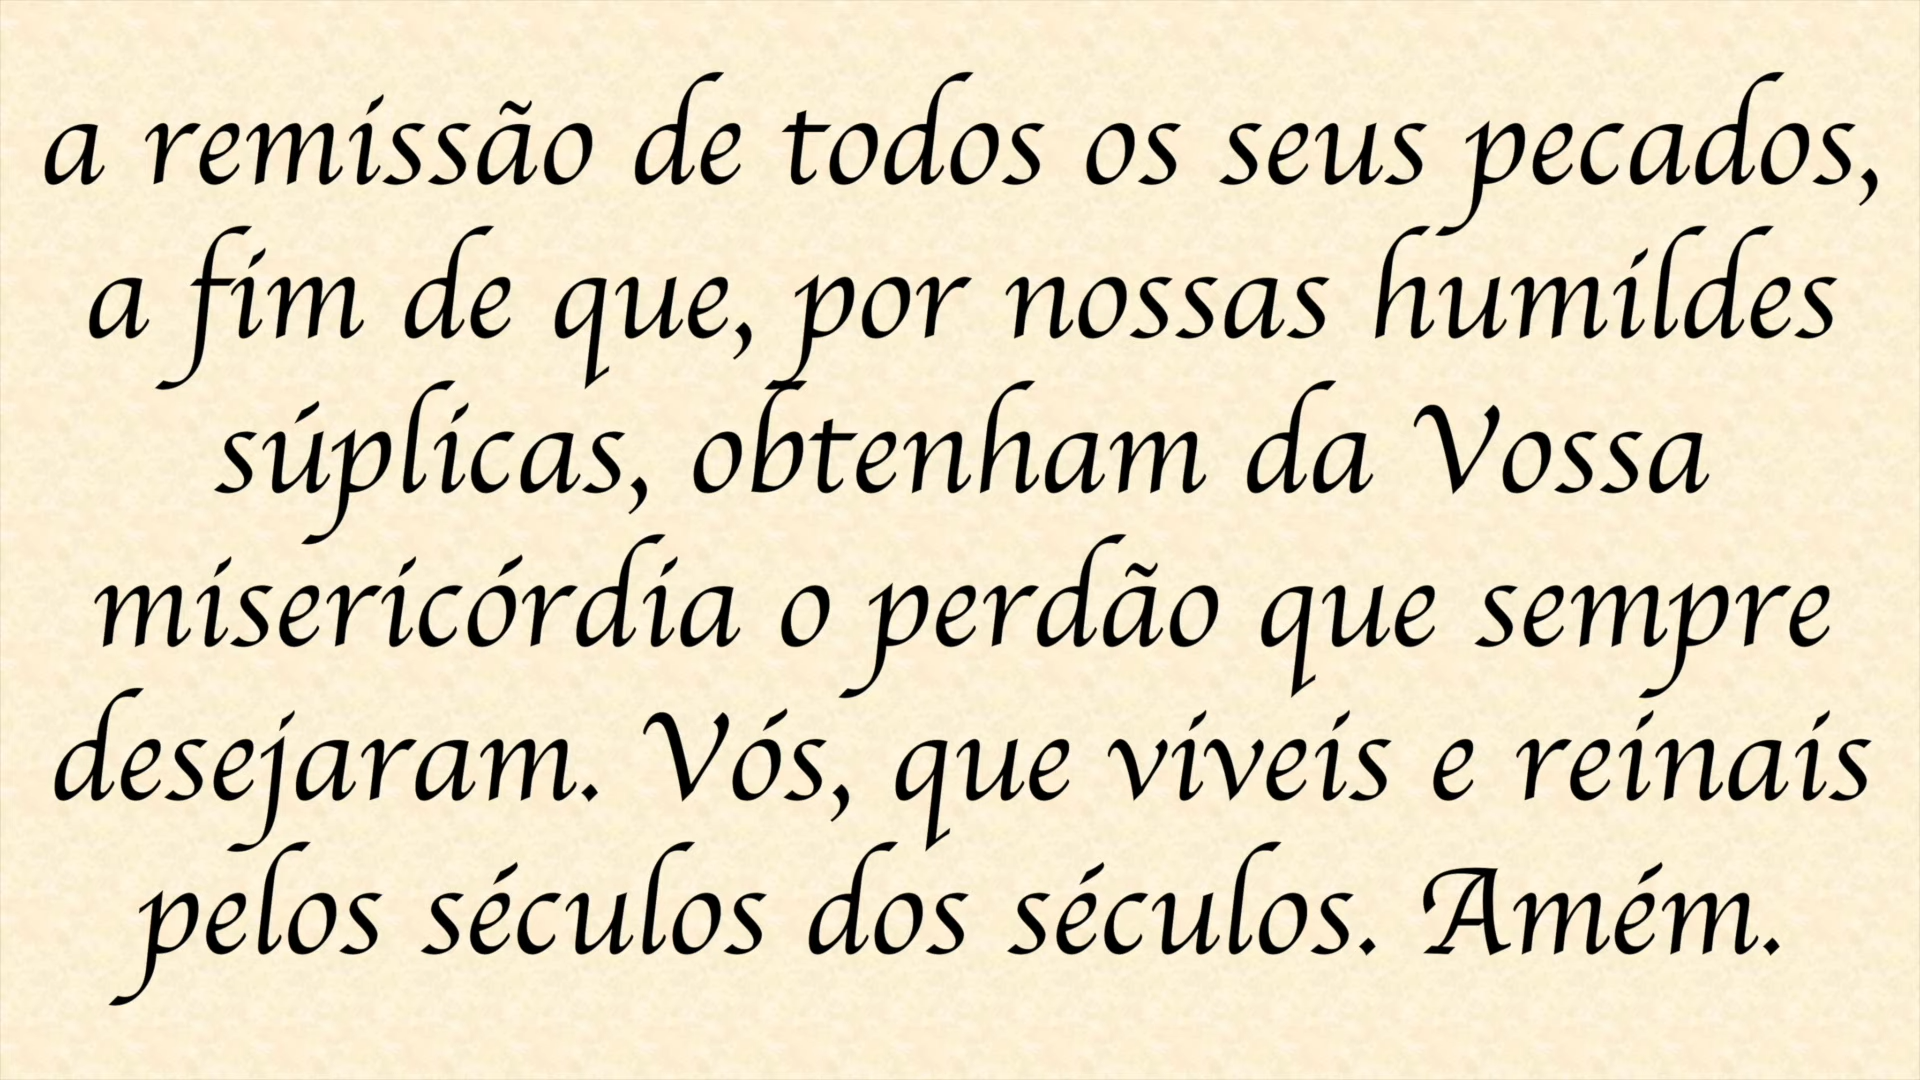 a remissão de todos os seus pecados,
a fim de que, por nossas humildes
súplicas, obtenham da Vossa
misericórdia o perdão que sempre
desejaram. Vós, que viveis e reinais
pelos séculos dos séculos. Amém.